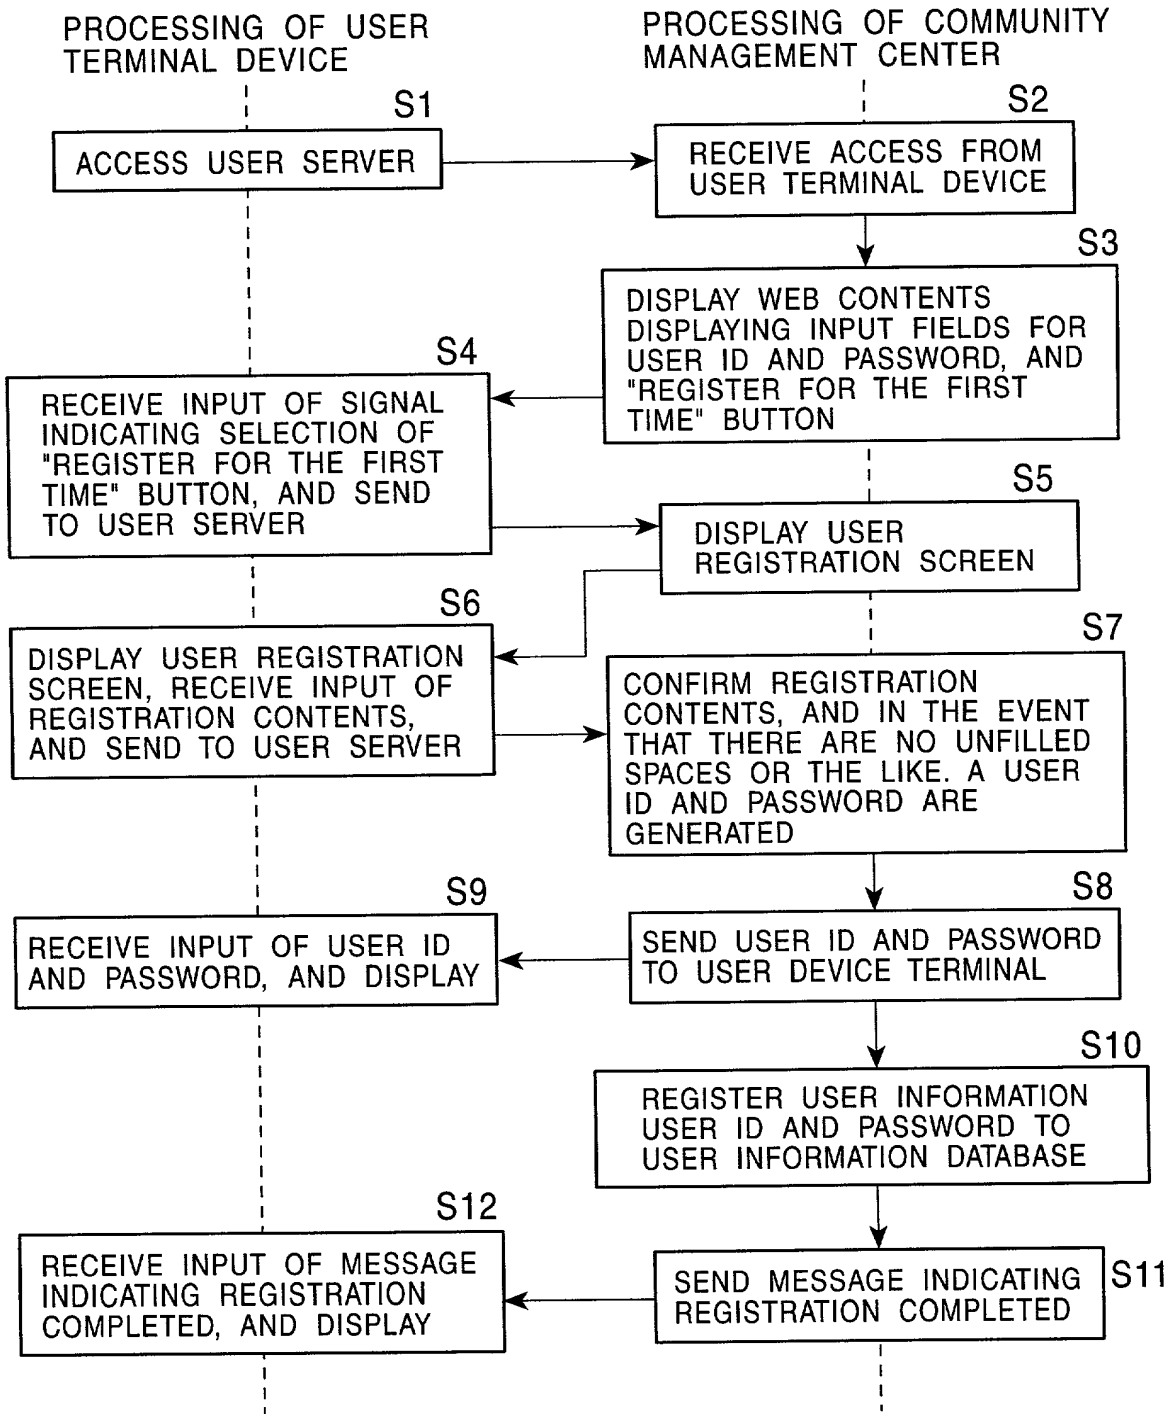 PROCESSING OF USER
TERMINAL DEVICE
PROCESSING OF COMMUNITY
MANAGEMENT CENTER
S1
ACCESS USER SERVER
S2
RECEIVE ACCESS FROM
USER TERMINAL DEVICE
S3
DISPLAY WEB CONTENTS
DISPLAYING INPUT FIELDS FOR
USER ID AND PASSWORD, AND
"REGISTER FOR THE FIRST
TIME" BUTTON
S4
RECEIVE INPUT OF SIGNAL
INDICATING SELECTION OF
"REGISTER FOR THE FIRST
TIME" BUTTON, AND SEND
TO USER SERVER
S5
DISPLAY USER
REGISTRATION SCREEN
S6
DISPLAY USER REGISTRATION
SCREEN, RECEIVE INPUT OF
REGISTRATION CONTENTS,
AND SEND TO USER SERVER
S7
CONFIRM REGISTRATION
CONTENTS, AND IN THE EVENT
THAT THERE ARE NO UNFILLED
SPACES OR THE LIKE. A USER
ID AND PASSWORD ARE
GENERATED
S8
SEND USER ID AND PASSWORD
TO USER DEVICE TERMINAL
S9
RECEIVE INPUT OF USER ID
AND PASSWORD, AND DISPLAY
S10
REGISTER USER INFORMATION
USER ID AND PASSWORD TO
USER INFORMATION DATABASE
S11
SEND MESSAGE INDICATING
REGISTRATION COMPLETED
S12
RECEIVE INPUT OF MESSAGE
INDICATING REGISTRATION
COMPLETED, AND DISPLAY